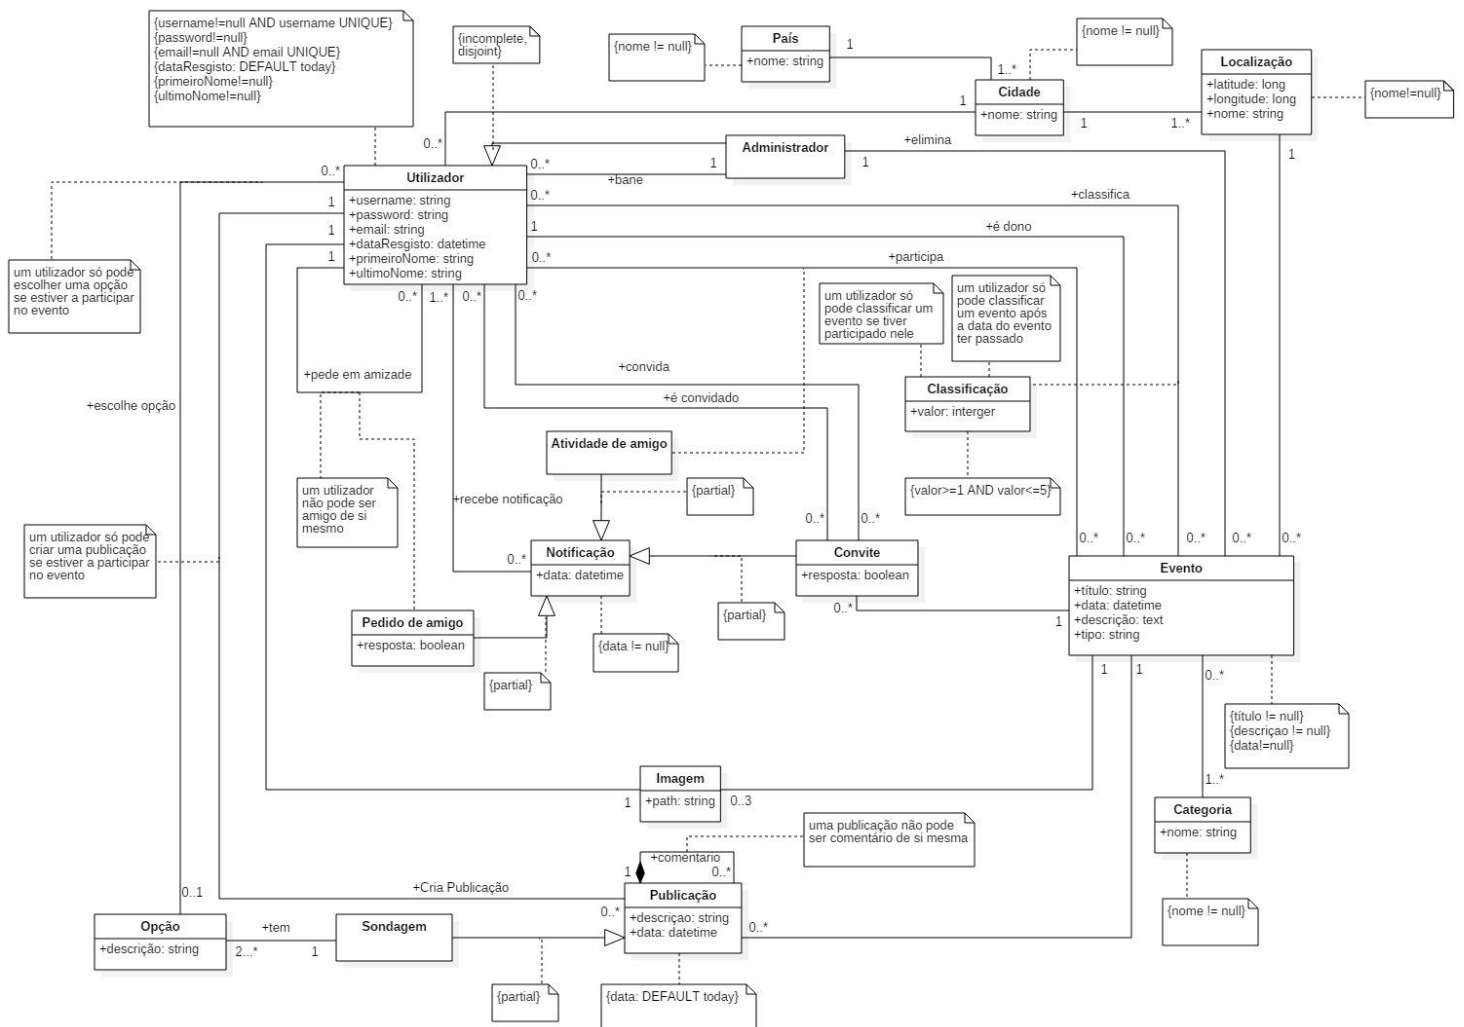 {username!=null AND username UNIQUE}
{password!=null}
{email!=null AND email UNIQUE}
{dataResgisto: DEFAULT today}
{primeiroNome!=null}
{ultimoNome!=null}
{incomplete,
disjoint}
{nome != null}
País
+nome: string
1
1..*
{nome != null}
Cidade
+nome: string
1
1
1..*
Localização
+latitude: long
+longitude: long
+nome: string
{nome!=null}
1
0..*
Administrador
1
1
+elimina
+bane
0..*
0..*
Utilizador
+username: string
+password: string
+email: string
+dataResgisto: datetime
+primeiroNome: string
+ultimoNome: string
0..*
1
1
1
0..*
+classifica
1
+é dono
0..*
+participa
0..*
1..*
0..*
0..*
um utilizador só pode
escolher uma opção
se estiver a participar
no evento
um utilizador só
pode classificar um
evento se tiver
participado nele
um utilizador só
pode classificar
um evento após
a data do evento
ter passado
+pede em amizade
+convida
+é convidado
+escolhe opção
Classificação
+valor: interger
{valor>=1 AND valor<=5}
Atividade de amigo
{partial}
+recebe notificação
um utilizador
não pode ser
amigo de si
mesmo
um utilizador só pode
criar uma publicação
se estiver a participar
no evento
0..*
0..*
0..*
0..*
0..*
0..*
0..*
0..*
Notificação
+data: datetime
Convite
+resposta: boolean
0..*
1
Evento
+título: string
+data: datetime
+descrição: text
+tipo: string
Pedido de amigo
+resposta: boolean
{partial}
{data != null}
{partial}
1
1
0..*
{título != null}
{descriçao != null}
{data!=null}
Imagem
+path: string
1
0..3
1..*
Categoria
+nome: string
{nome != null}
uma publicação não pode
ser comentário de si mesma
+comentário
1
0..*
Publicação
+descriçao: string
+data: datetime
0..*
0..*
+Cria Publicação
0..1
Opção
+descrição: string
+tem
2...*
1
Sondagem
{partial}
{data: DEFAULT today}